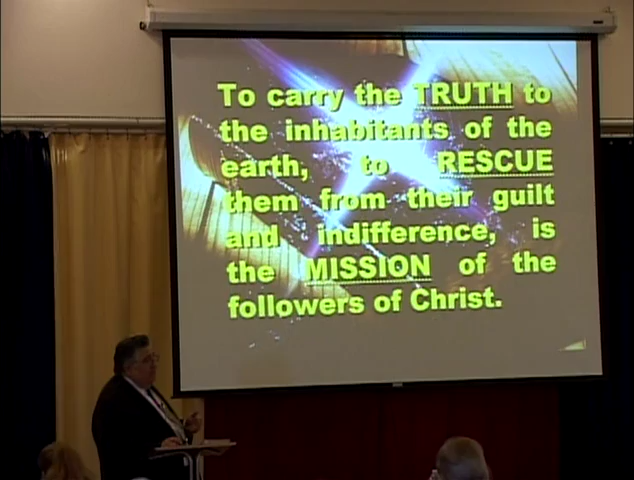 To carry the TRUTH to
the inhabitants of the
earth, to RESCUE
them from their guilt
and indifference, is
the MISSION of the
followers of Christ.